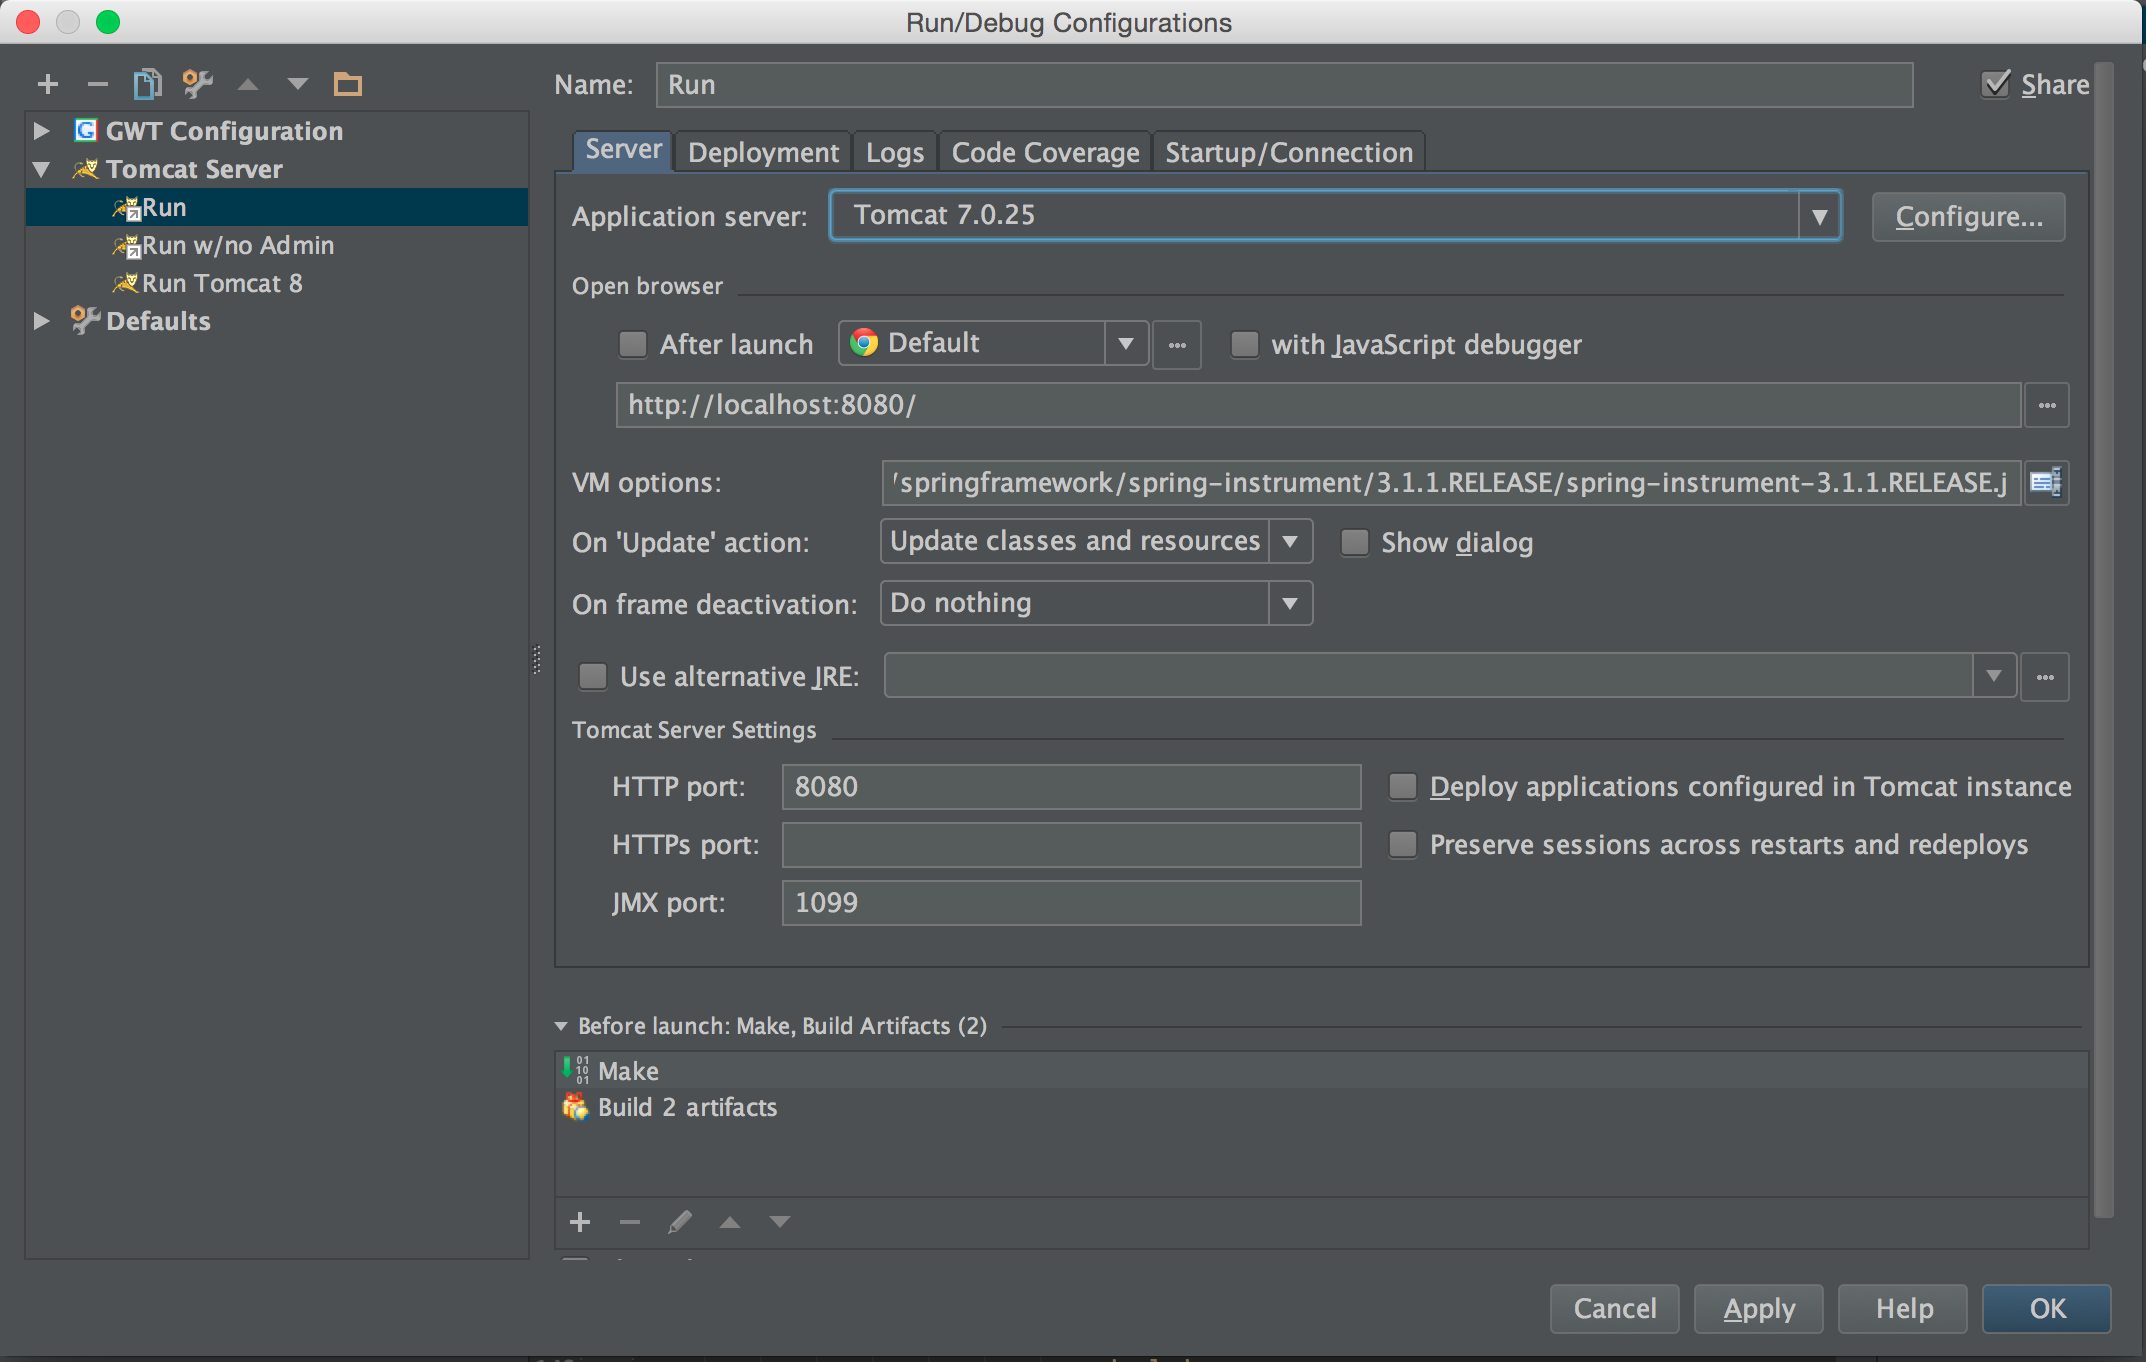 Run/Debug Configurations
Name: Run Share
GWT Configuration
Tomcat Server
Run
Run w/no Admin
Run Tomcat 8
Defaults
Server Deployment Logs Code Coverage Startup/Connection
Application server: Tomcat 7.0.25 Configure...
Open browser
After launch Default ... with JavaScript debugger
http://localhost:8080/ ...
VM options: /springframework/spring-instrument/3.1.1.RELEASE/spring-instrument-3.1.1.RELEASE.j
On 'Update' action: Update classes and resources Show dialog
On frame deactivation: Do nothing
Use alternative JRE: ...
Tomcat Server Settings
HTTP port: 8080 Deploy applications configured in Tomcat instance
HTTPs port: Preserve sessions across restarts and redeploys
JMX port: 1099
Before launch: Make, Build Artifacts (2)
Make
Build 2 artifacts
Cancel Apply Help OK